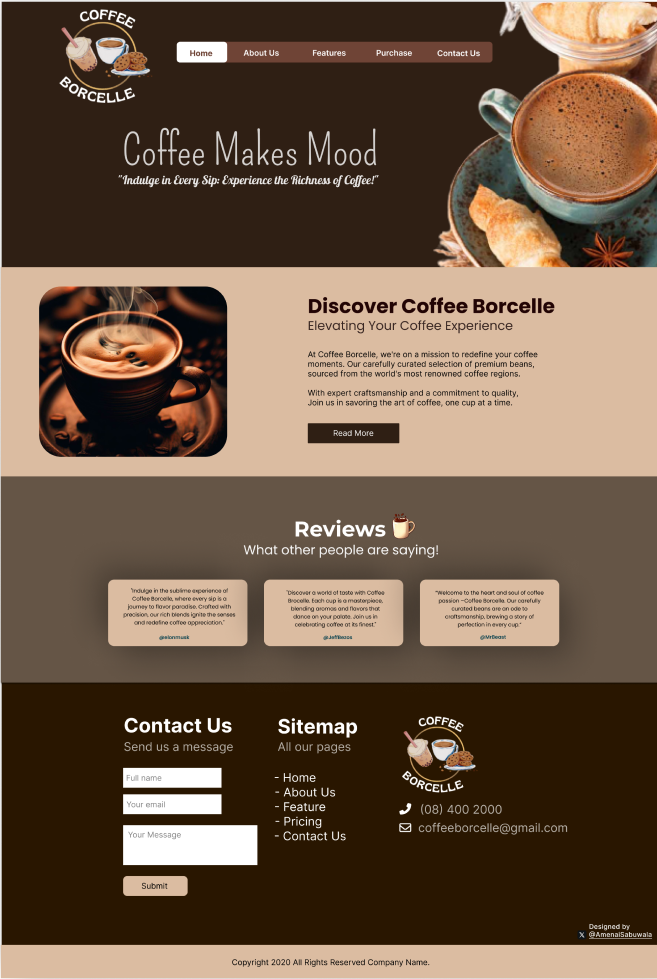 COFFEE
BORCELLE
Home About Us Features Purchase Contact Us
Coffee Makes Mood
"Indulge in Every Sip: Experience the Richness of Coffee!"
Discover Coffee Borcelle
Elevating Your Coffee Experience
At Coffee Borcelle, we're on a mission to redefine your coffee
moments. Our carefully curated selection of premium beans,
sourced from the world's most renowned coffee regions.
With expert craftsmanship and a commitment to quality,
Join us in savoring the art of coffee, one cup at a time.
Read More
Reviews
What other people are saying!
"Indulge in the sublime experience of
Coffee Borcelle, where every sip is a
journey to flavor paradise. Crafted with
precision, our rich blends ignite the senses
and redefine coffee appreciation."
@elonmusk
"Discover a world of taste with Coffee
Brocelle. Each cup is a masterpiece,
blending aromas and flavors that
dance on your palate. Join us in
celebrating coffee at its finest."
@JeffBezos
"Welcome to the heart and soul of coffee
passion –Coffee Borcelle. Our carefully
curated beans are an ode to
craftsmanship, brewing a story of
perfection in every cup."
@MrBeast
Contact Us
Send us a message
Full name
Your email
Your Message
Submit
Sitemap
All our pages
- Home
- About Us
- Feature
- Pricing
- Contact Us
COFFEE
BORCELLE
(08) 400 2000
coffeeborcelle@gmail.com
Designed by
@AmenaiSabuwala
Copyright 2020 All Rights Reserved Company Name.